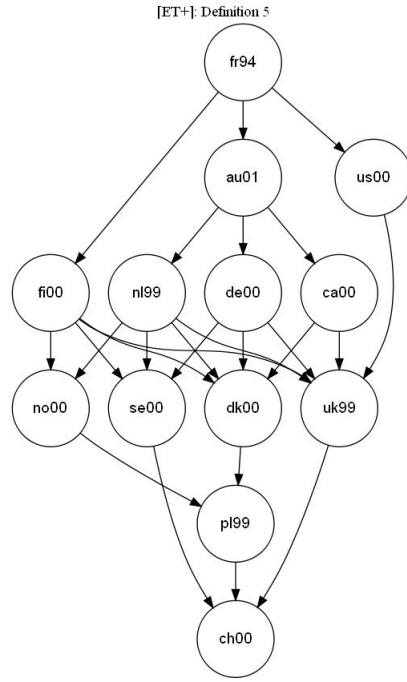 [ET+]: Definition 5
fr94
au01
us00
fi00
nl99
de00
ca00
no00
se00
dk00
uk99
pl99
ch00